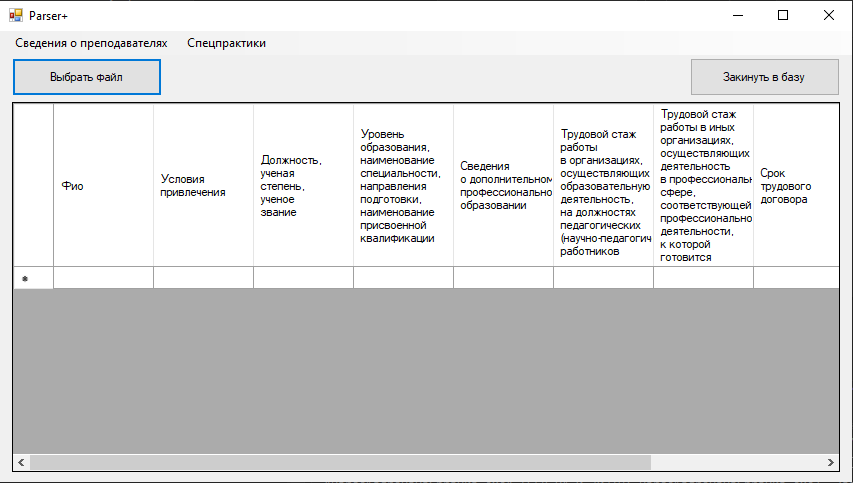 Parser+
Сведения о преподавателях Спецпрактики
Выбрать файл
Закинуть в базу
Фио
Условия
привлечения
Должность,
ученая
степень,
ученое
звание
Уровень
образования,
наименование
специальности,
направления
подготовки,
наименование
присвоенной
квалификации
Сведения
о дополнительном
профессионально
образовании
Трудовой стаж
работы
в организациях,
осуществляющих
образовательную
деятельность,
на должностях
педагогических
(научно-педагогич
работников
Трудовой стаж
работы в иных
организациях,
осуществляющих
деятельность
в профессиональн
сфере,
соответствующей
профессионально
деятельности,
к которой
готовится
Срок
трудового
договора